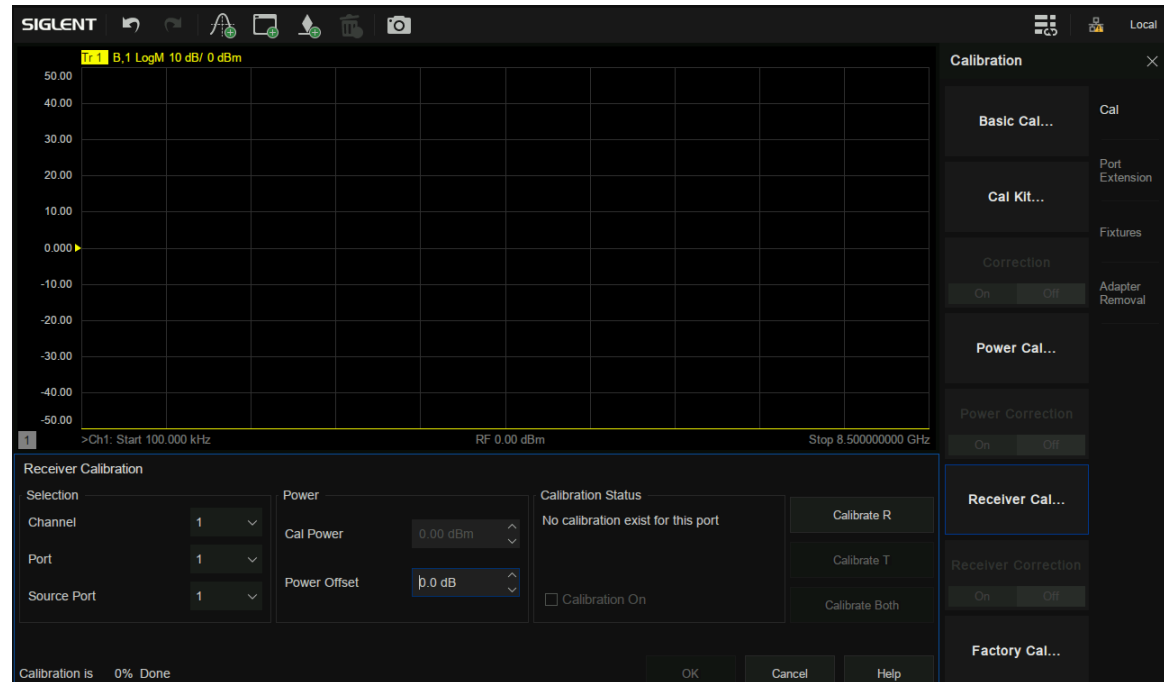 SIGLENT
Local
Tr 1 B,1 LogM 10 dB/ 0 dBm
50.00
40.00
30.00
20.00
10.00
0.000
-10.00
-20.00
-30.00
-40.00
-50.00
1 >Ch1: Start 100.000 kHz RF 0.00 dBm Stop 8.500000000 GHz
Receiver Calibration
Selection
Channel 1
Port 1
Source Port 1
Power
Cal Power 0.00 dBm
Power Offset 0.0 dB
Calibration Status
No calibration exist for this port
Calibration On
Calibrate R
Calibrate T
Calibrate Both
Calibration is 0% Done
OK Cancel Help
Calibration
Basic Cal...
Cal Kit...
Correction
On Off
Power Cal...
Power Correction
On Off
Receiver Cal...
Receiver Correction
On Off
Factory Cal...
Cal
Port
Extension
Fixtures
Adapter
Removal